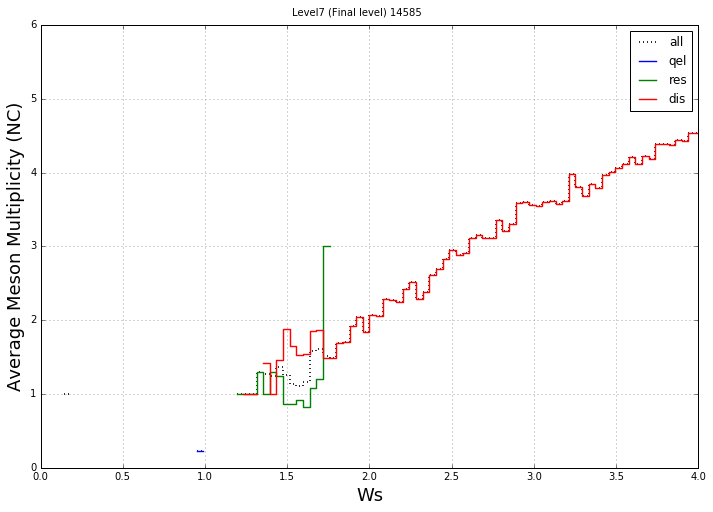 Level7 (Final level) 14585
Average Meson Multiplicity (NC)
6
5
4
3
2
1
0
all
qel
res
dis
0.0 0.5 1.0 1.5 2.0 2.5 3.0 3.5 4.0
Ws